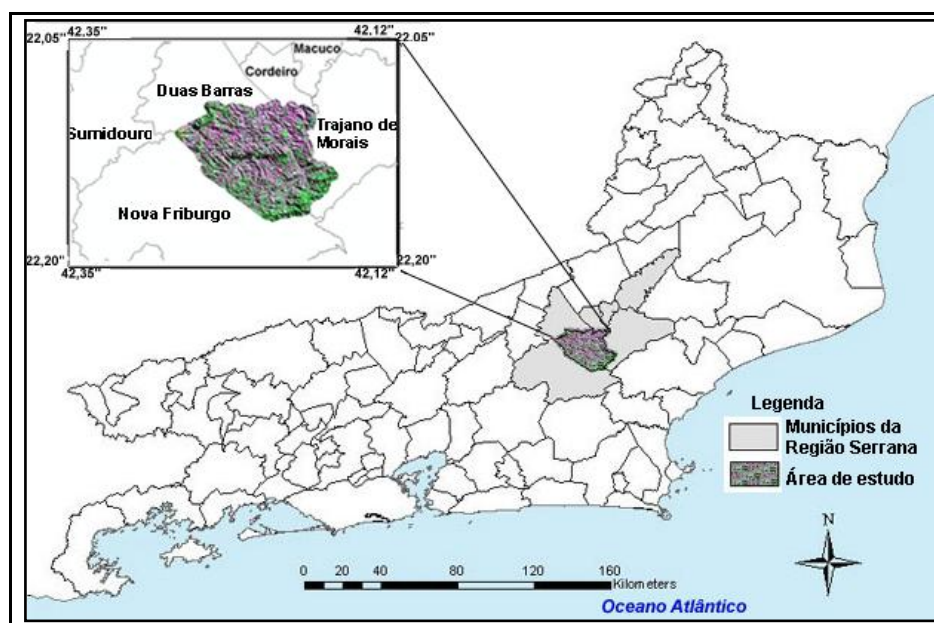 42,35"
42,12"
22,05"
22,05"
Macuco
Cordeiro
Duas Barras
Sumidouro
Trajano de
Morais
Nova Friburgo
22,20"
22,20"
42,35"
42,12"
Legenda
Municípios da
Região Serrana
Área de estudo
N
0 10 20 40 80 120 160
Kilometers
Oceano Atlântico